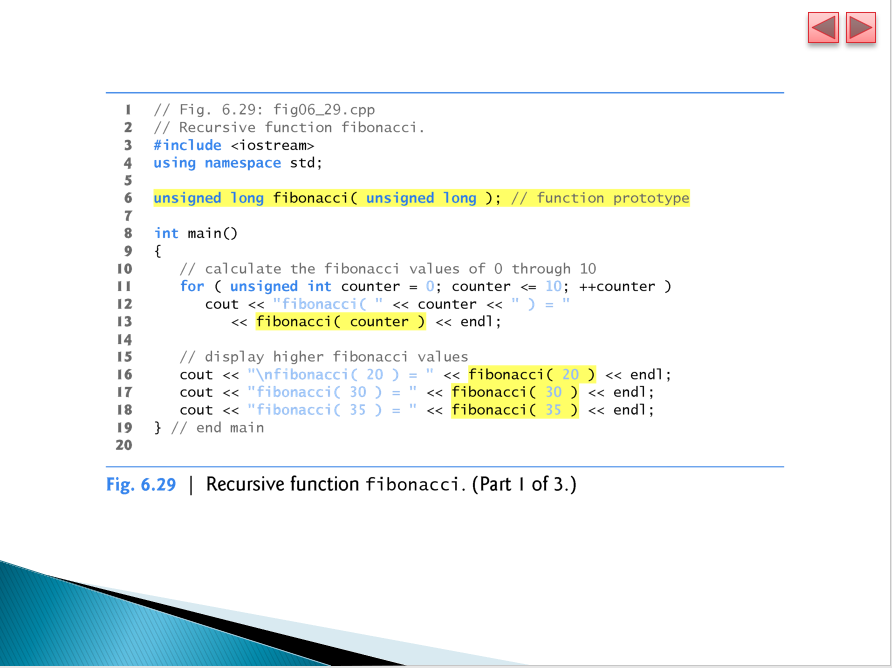 1 // Fig. 6.29: fig06_29.cpp
2 // Recursive function fibonacci.
3 #include <iostream>
4 using namespace std;
5
6 unsigned long fibonacci( unsigned long ); // function prototype
7
8 int main()
9 {
10 // calculate the fibonacci values of 0 through 10
11 for ( unsigned int counter = 0; counter <= 10; ++counter )
12 cout << "fibonacci( " << counter << " ) = "
13 << fibonacci( counter ) << endl;
14
15 // display higher fibonacci values
16 cout << "\nfibonacci( 20 ) = " << fibonacci( 20 ) << endl;
17 cout << "fibonacci( 30 ) = " << fibonacci( 30 ) << endl;
18 cout << "fibonacci( 35 ) = " << fibonacci( 35 ) << endl;
19 } // end main
20
Fig. 6.29 | Recursive function fibonacci. (Part 1 of 3.)